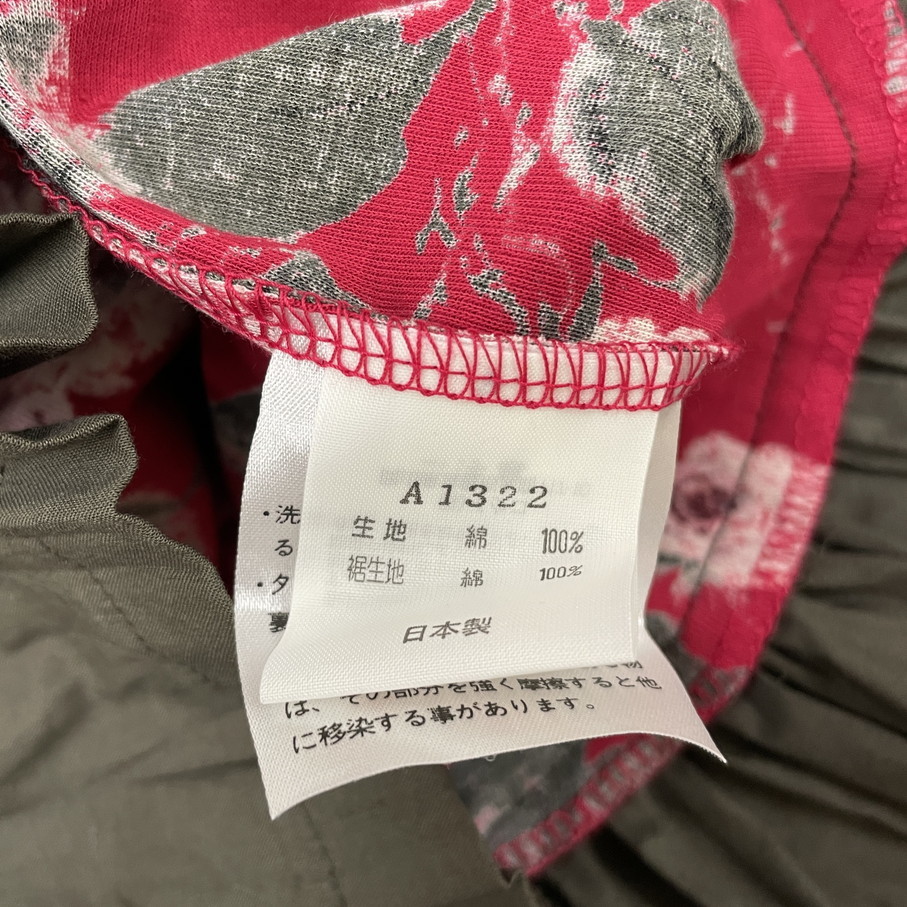 A1322
生地 綿 100%
裾生地 綿 100%
日本製
・洗
る
・タ
裏
は、その部分を強く摩擦すると他
に移染する事があります。